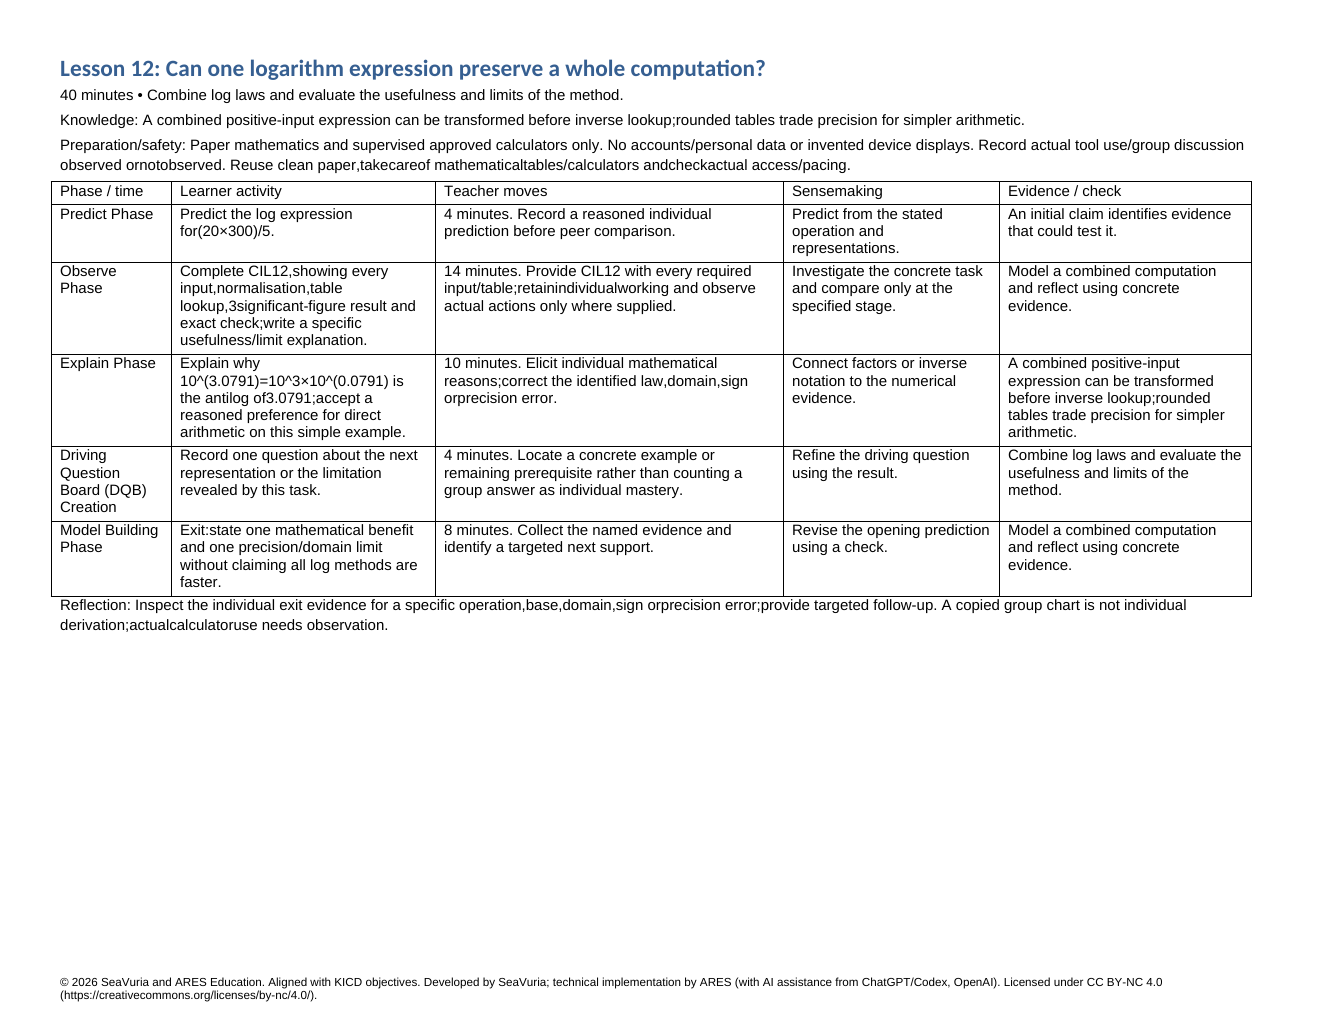 Lesson 12: Can one logarithm expression preserve a whole computation?
40 minutes • Combine log laws and evaluate the usefulness and limits of the method.
Knowledge: A combined positive-input expression can be transformed before inverse lookup;rounded tables trade precision for simpler arithmetic.
Preparation/safety: Paper mathematics and supervised approved calculators only. No accounts/personal data or invented device displays. Record actual tool use/group discussion
observed ornotobserved. Reuse clean paper,takecareof mathematicaltables/calculators andcheckactual access/pacing.
Phase / time
Learner activity
Teacher moves
Sensemaking
Evidence / check
Predict Phase
Predict the log expression
for(20×300)/5.
4 minutes. Record a reasoned individual
prediction before peer comparison.
Predict from the stated
operation and
representations.
An initial claim identifies evidence
that could test it.
Observe
Phase
Complete CIL12,showing every
input,normalisation,table
lookup,3significant-figure result and
exact check;write a specific
usefulness/limit explanation.
14 minutes. Provide CIL12 with every required
input/table;retainindividualworking and observe
actual actions only where supplied.
Investigate the concrete task
and compare only at the
specified stage.
Model a combined computation
and reflect using concrete
evidence.
Explain Phase
Explain why
10^(3.0791)=10^3×10^(0.0791) is
the antilog of3.0791;accept a
reasoned preference for direct
arithmetic on this simple example.
10 minutes. Elicit individual mathematical
reasons;correct the identified law,domain,sign
orprecision error.
Connect factors or inverse
notation to the numerical
evidence.
A combined positive-input
expression can be transformed
before inverse lookup;rounded
tables trade precision for simpler
arithmetic.
Driving
Question
Board (DQB)
Creation
Record one question about the next
representation or the limitation
revealed by this task.
4 minutes. Locate a concrete example or
remaining prerequisite rather than counting a
group answer as individual mastery.
Refine the driving question
using the result.
Combine log laws and evaluate the
usefulness and limits of the
method.
Model Building
Phase
Exit:state one mathematical benefit
and one precision/domain limit
without claiming all log methods are
faster.
8 minutes. Collect the named evidence and
identify a targeted next support.
Revise the opening prediction
using a check.
Model a combined computation
and reflect using concrete
evidence.
Reflection: Inspect the individual exit evidence for a specific operation,base,domain,sign orprecision error;provide targeted follow-up. A copied group chart is not individual
derivation;actualcalculatoruse needs observation.
© 2026 SeaVuria and ARES Education. Aligned with KICD objectives. Developed by SeaVuria; technical implementation by ARES (with AI assistance from ChatGPT/Codex, OpenAI). Licensed under CC BY-NC 4.0
(https://creativecommons.org/licenses/by-nc/4.0/).